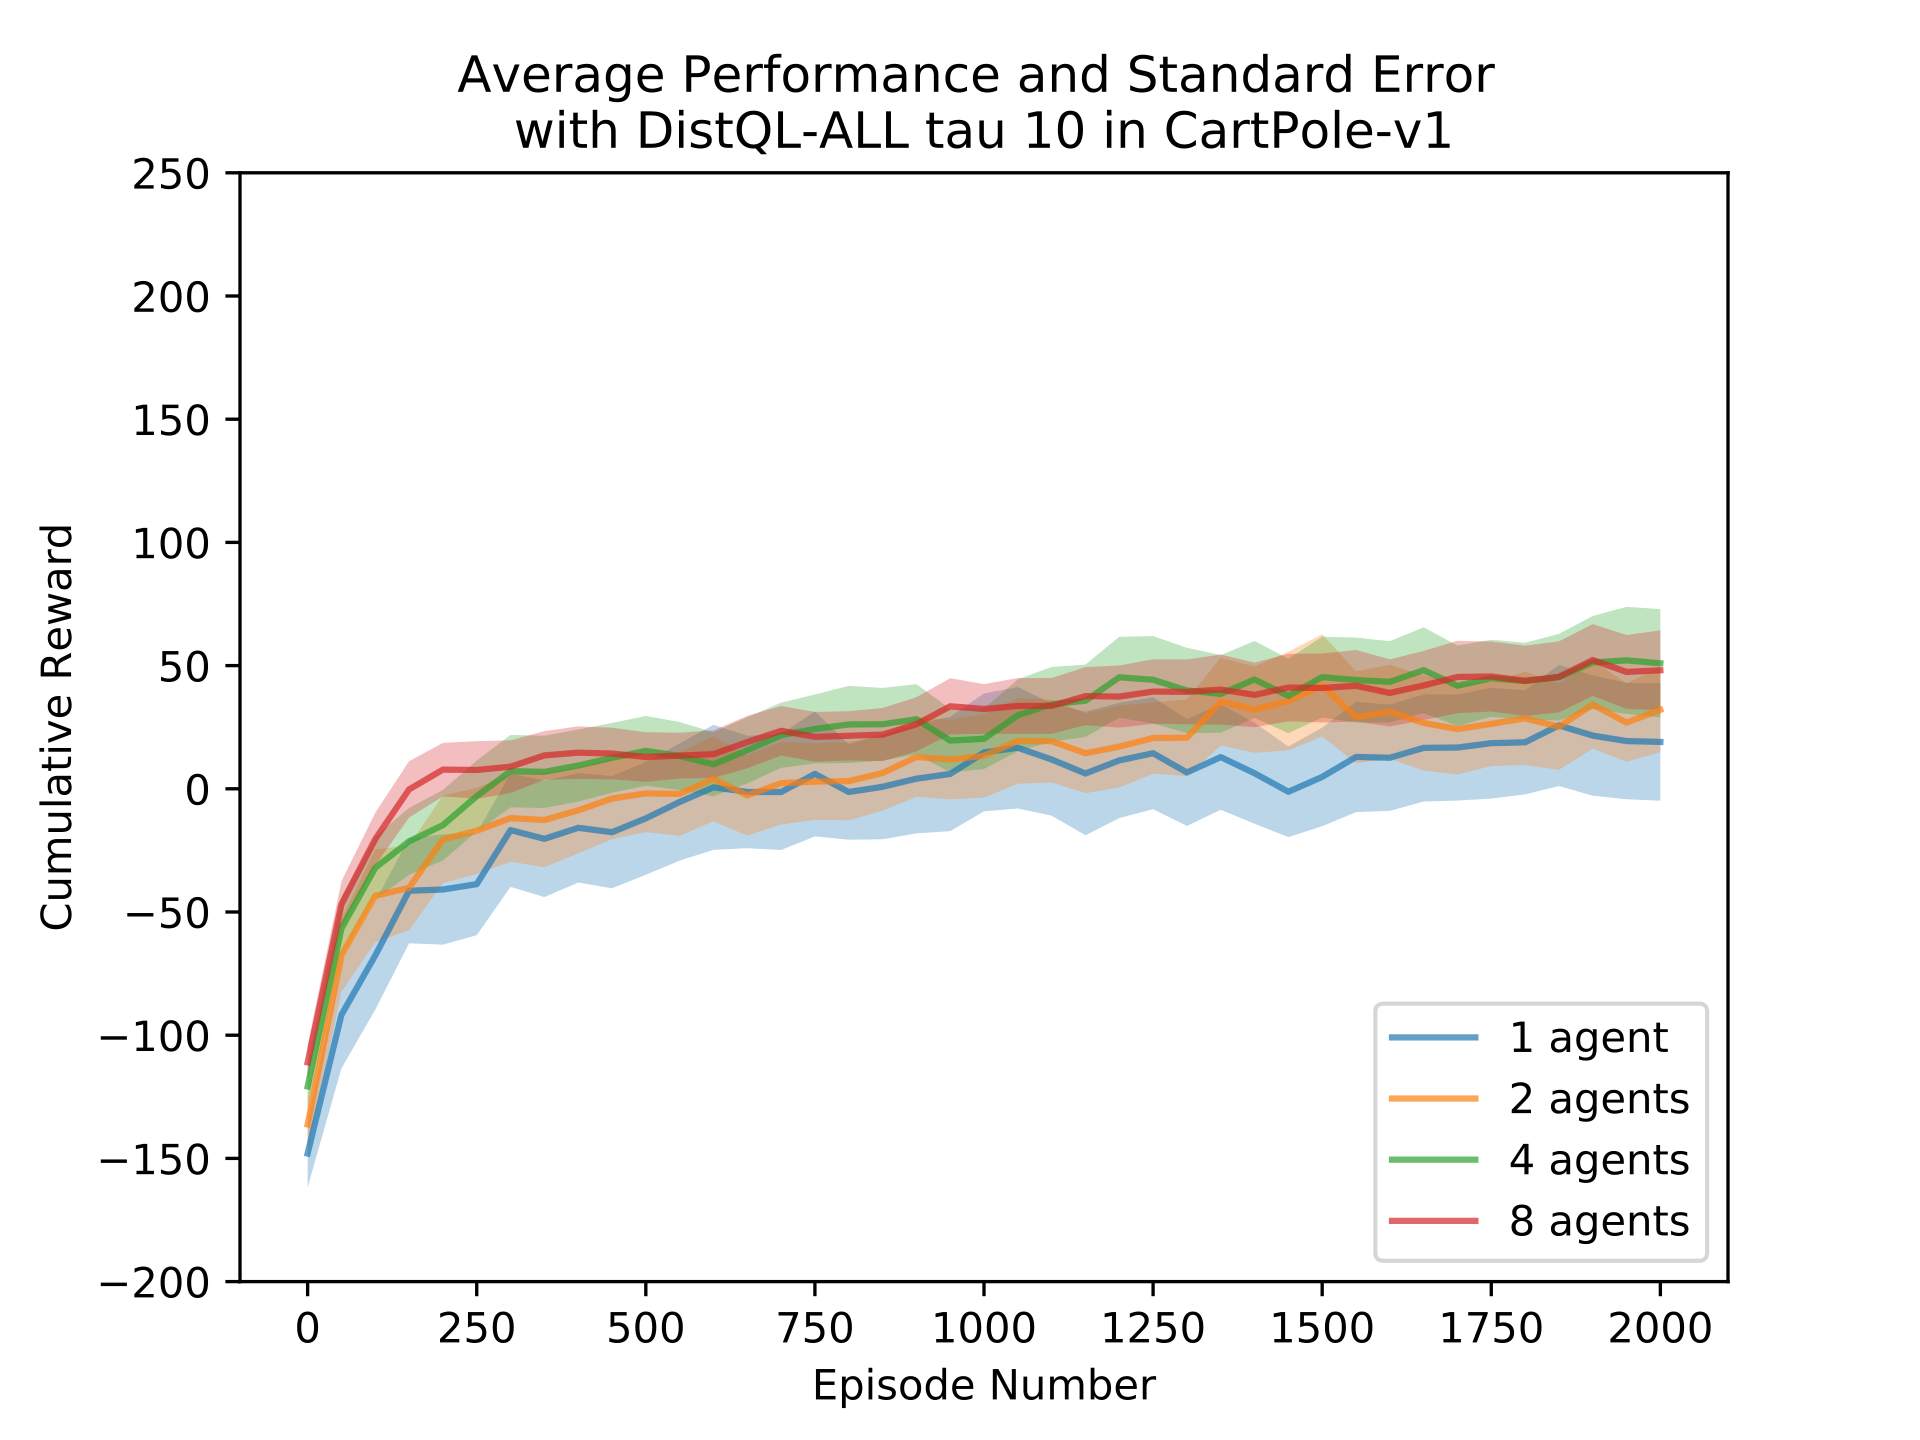 Average Performance and Standard Error
with DistQL-ALL tau 10 in CartPole-v1
250
200
150
100
50
0
−50
−100
−150
−200
Cumulative Reward
1 agent
2 agents
4 agents
8 agents
0 250 500 750 1000 1250 1500 1750 2000
Episode Number